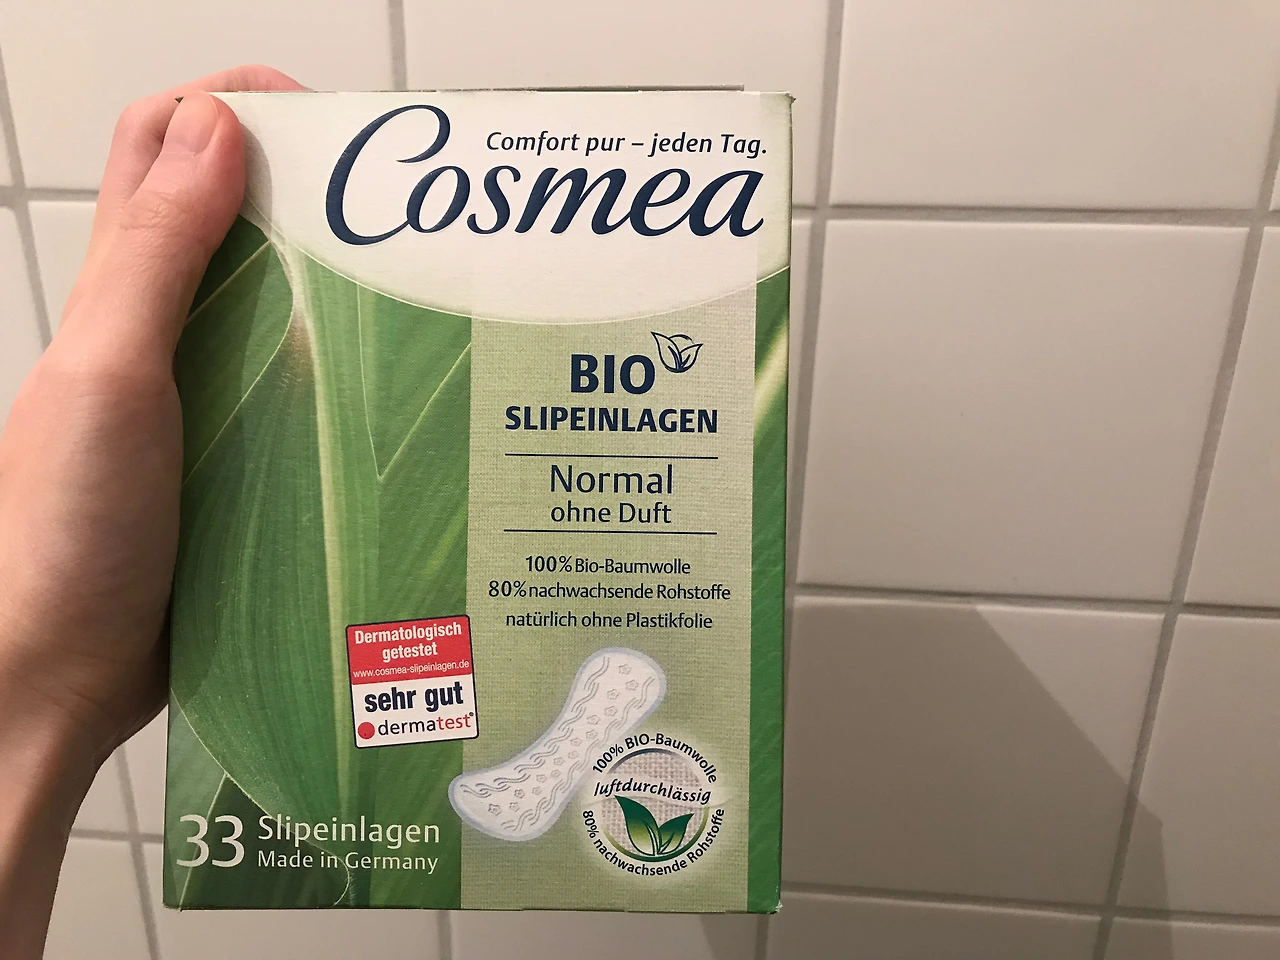 Comfort pur – jeden Tag.
Cosmea
BIO
SLIPEINLAGEN
Normal
ohne Duft
100% Bio-Baumwolle
80% nachwachsende Rohstoffe
natürlich ohne Plastikfolie
Dermatologisch
getestet
www.cosmea-slipeinlagen.de
sehr gut
dermatest®
100% BIO-Baumwolle
luftdurchlässig
80% nachwachsende Rohstoffe
33 Slipeinlagen
Made in Germany